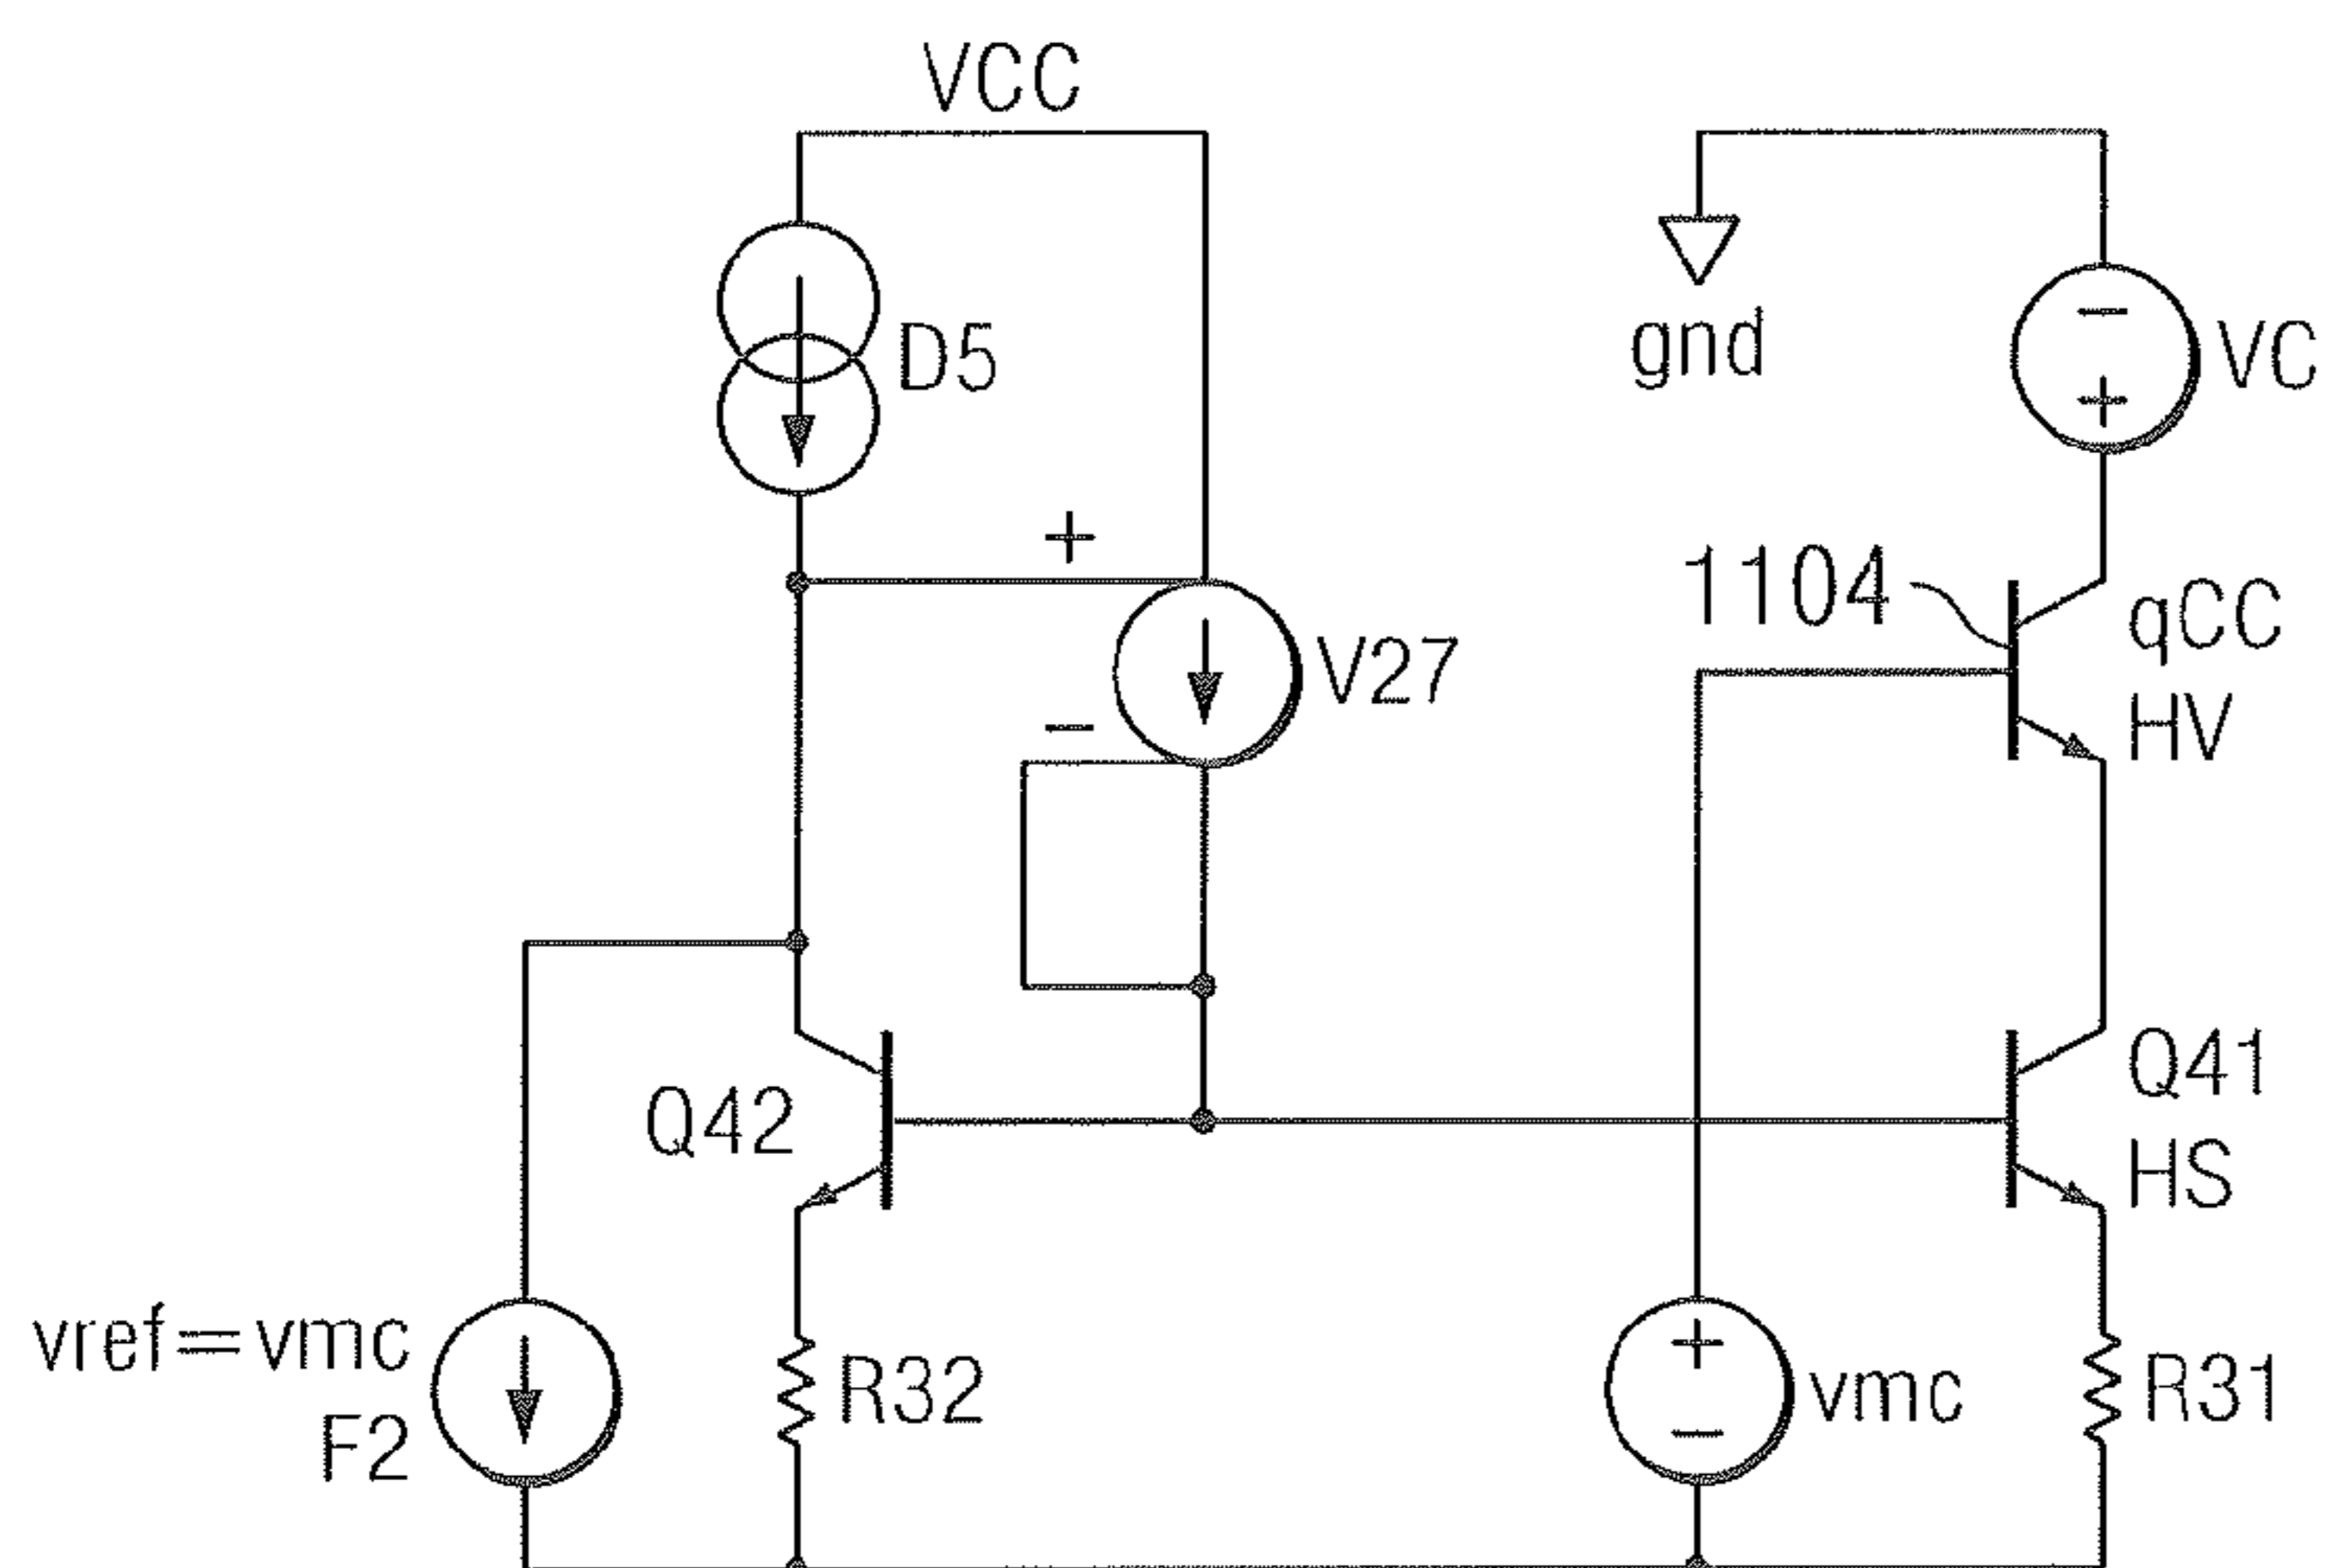 VCC
D5
gnd
- 
+
VC
+
-
V27
1104
qCC
HV
Q42
Q41
HS
vref=vmc
F2
R32
+
-
vmc
R31